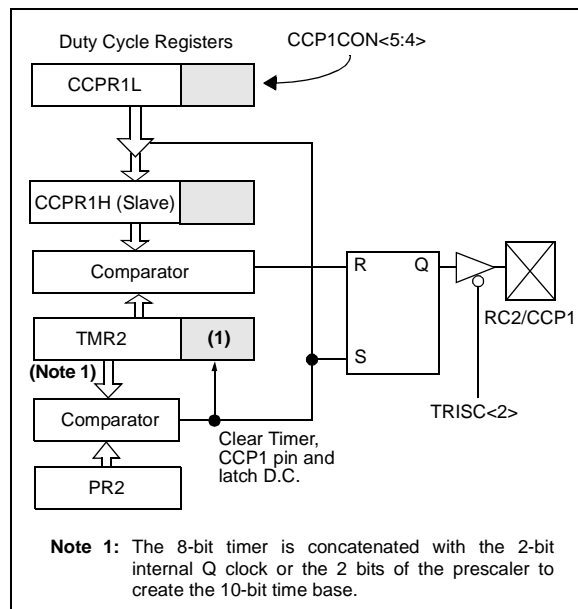 Duty Cycle Registers
CCP1CON<5:4>
CCPR1L
CCPR1H (Slave)
Comparator
R
Q
RC2/CCP1
TMR2
(1)
(Note 1)
S
TRISC<2>
Comparator
Clear Timer,
CCP1 pin and
latch D.C.
PR2
Note 1: The 8-bit timer is concatenated with the 2-bit
internal Q clock or the 2 bits of the prescaler to
create the 10-bit time base.